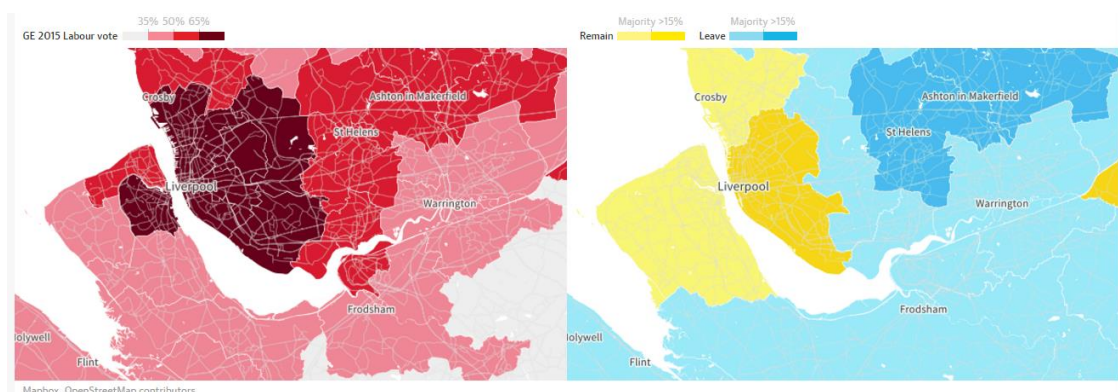 35% 50% 65%
GE 2015 Labour vote
Crosby
Ashton in Makerfield
St Helens
Liverpool
Warrington
Frodsham
Holywell
Flint
Mapbox, OpenStreetMap contributors
Majority >15% Majority >15%
Remain Leave
Crosby
Ashton in Makerfield
St Helens
Liverpool
Warrington
Frodsham
Holywell
Flint